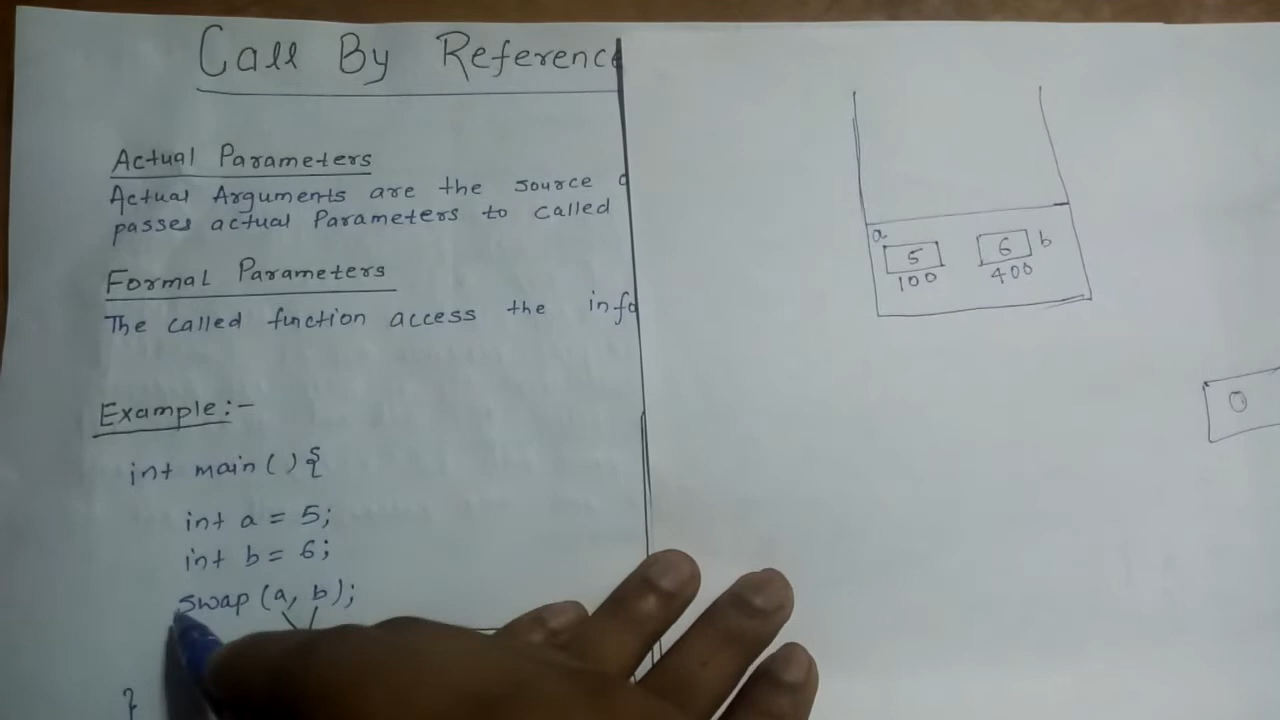 Call By Referenc
Actual Parameters
Actual Arguments are the source
passes actual Parameters to called
Formal Parameters
The called function access the info
Example:-
int main(){
int a = 5;
int b = 6;
swap (a, b);
}
a 5 6 b
100 400
0